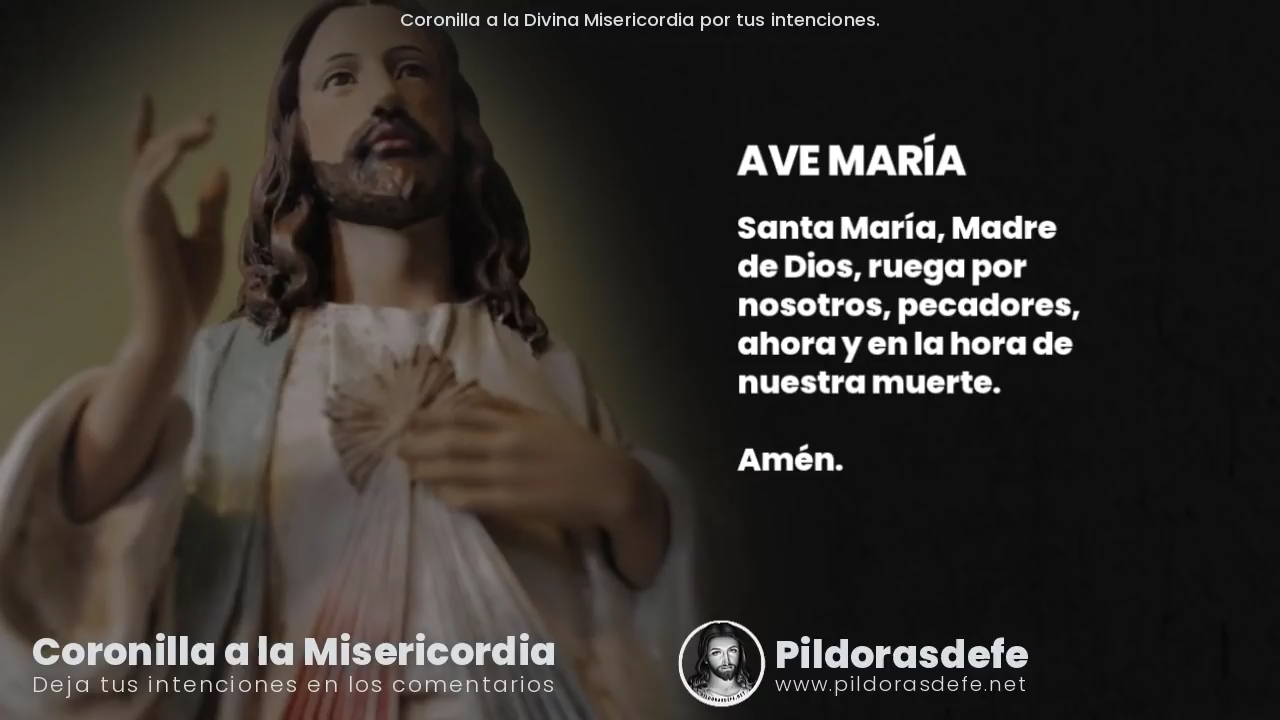 Coronilla a la Divina Misericordia por tus intenciones.
AVE MARÍA
Santa María, Madre
de Dios, ruega por
nosotros, pecadores,
ahora y en la hora de
nuestra muerte.
Amén.
Coronilla a la Misericordia
Deja tus intenciones en los comentarios
Pildorasdefe
www.pildorasdefe.net